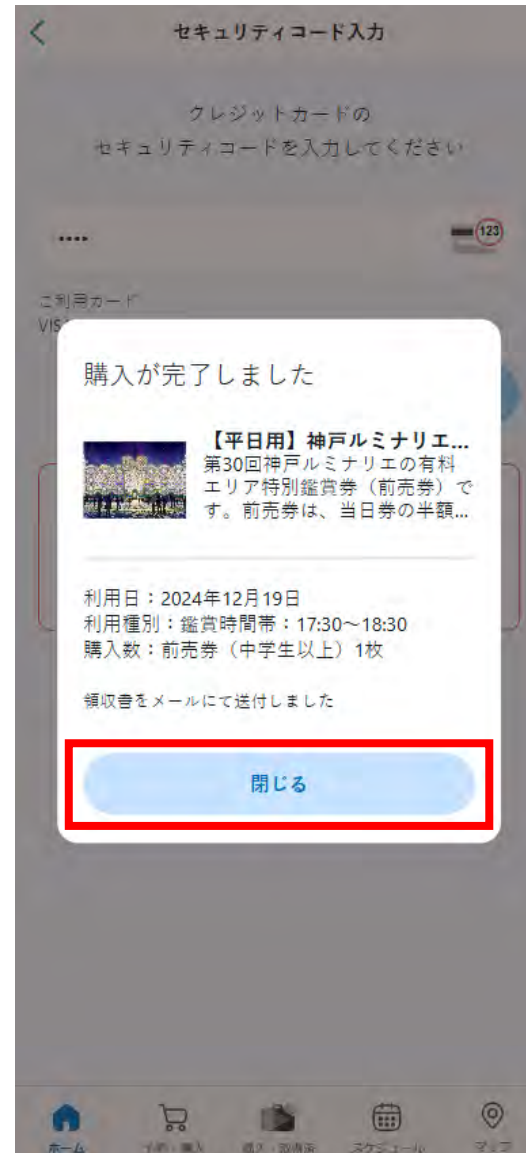 セキュリティコード入力
クレジットカードの
セキュリティコードを入力してください
••••
123
ご利用カード
VIS
購入が完了しました
【平日用】神戸ルミナリエ...
第30回神戸ルミナリエの有料
エリア特別鑑賞券（前売券）で
す。前売券は、当日券の半額...
利用日：2024年12月19日
利用種別：鑑賞時間帯：17:30～18:30
購入数：前売券（中学生以上）1枚
領収書をメールにて送付しました
閉じる
ホーム
予約・購入
購入・取得済
スケジュール
マップ